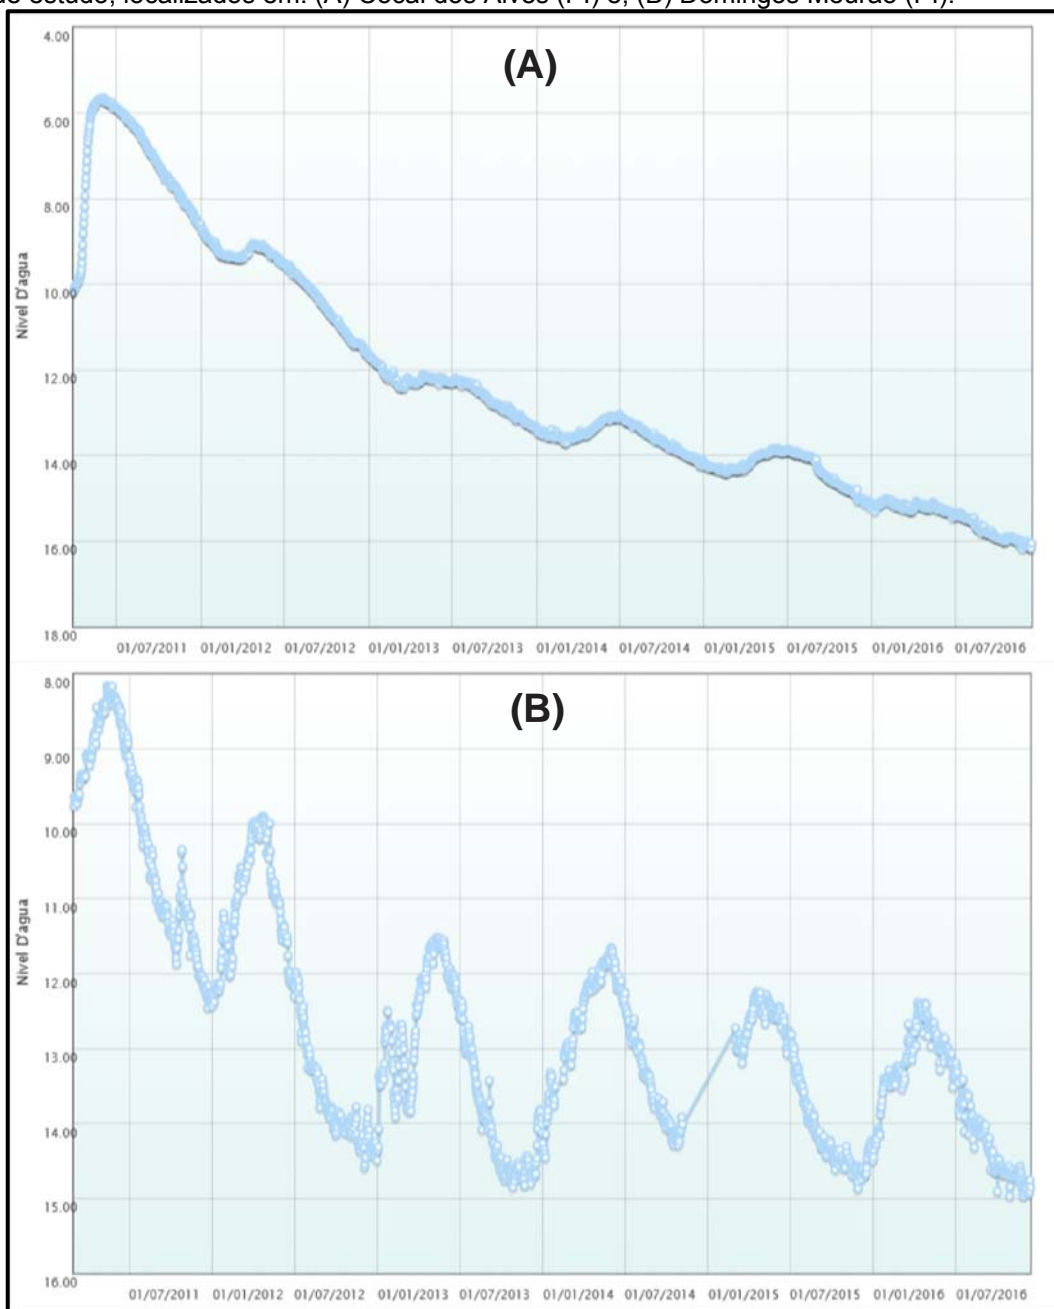 do estudo, localizados em: (A) Cocal dos Alves (PI) e, (B) Domingos Mourão (PI).
(A)
4.00
6.00
8.00
10.00
12.00
14.00
16.00
18.00
Nivel D'agua
01/07/2011 01/01/2012 01/07/2012 01/01/2013 01/07/2013 01/01/2014 01/07/2014 01/01/2015 01/07/2015 01/01/2016 01/07/2016
(B)
8.00
9.00
10.00
11.00
12.00
13.00
14.00
15.00
16.00
Nivel D'agua
01/07/2011 01/01/2012 01/07/2012 01/01/2013 01/07/2013 01/01/2014 01/07/2014 01/01/2015 01/07/2015 01/01/2016 01/07/2016